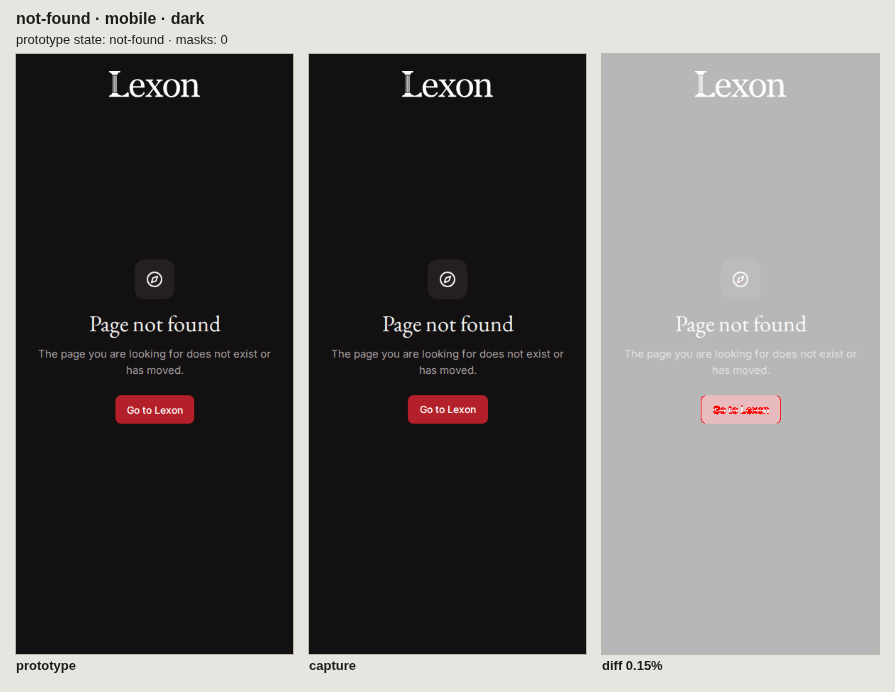 not-found · mobile · dark
prototype state: not-found · masks: 0
Lexon
Page not found
The page you are looking for does not exist or
has moved.
Go to Lexon
prototype
Lexon
Page not found
The page you are looking for does not exist or
has moved.
Go to Lexon
capture
Lexon
Page not found
The page you are looking for does not exist or
has moved.
Go to Lexon
diff 0.15%